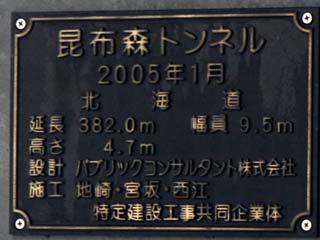 昆布森トンネル
2005年1月
北海道
延長 382.0m 幅員 9.5m
高さ 4.7m
設計 パブリックコンサルタント株式会社
施工 地崎・宮坂・西江
特定建設工事共同企業体